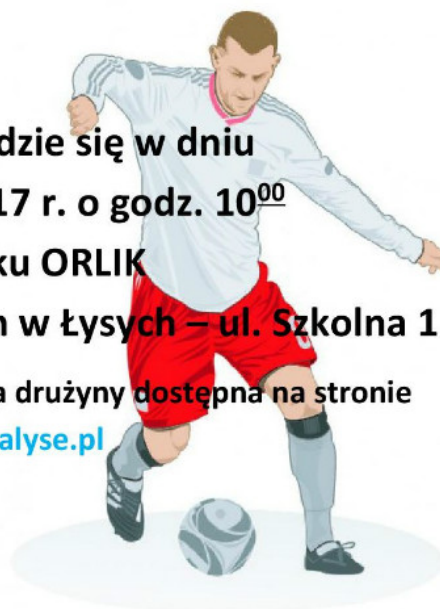 dzie się w dniu
17 r. o godz. 10⁰⁰
ku ORLIK
w Łysych – ul. Szkolna 1
a drużyny dostępna na stronie
alyse.pl